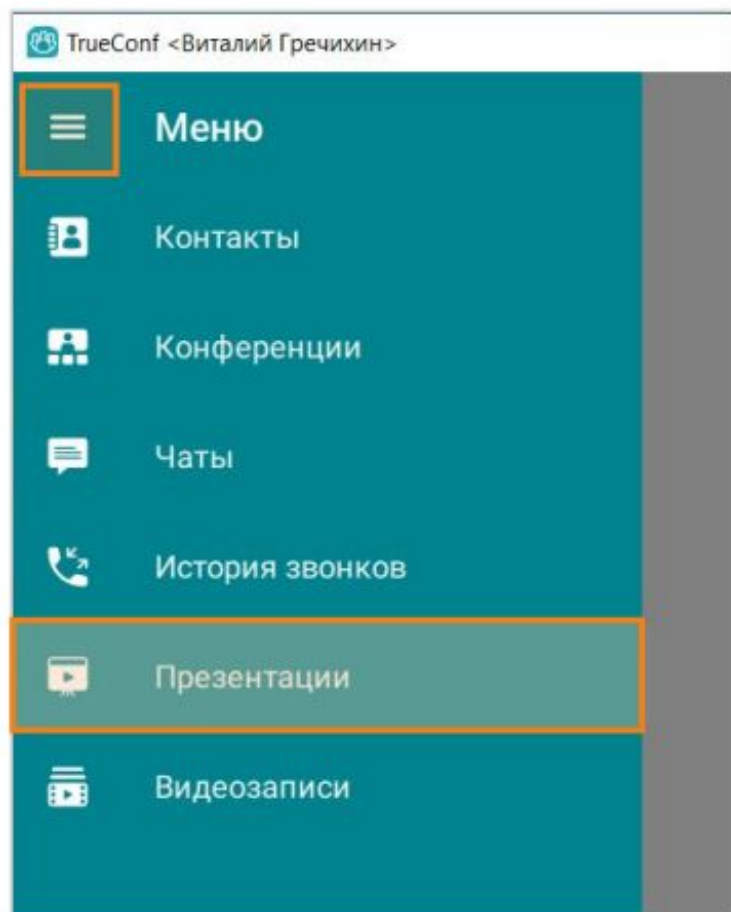 TrueConf <Виталий Гречихин>
Меню
Контакты
Конференции
Чаты
История звонков
Презентации
Видеозаписи